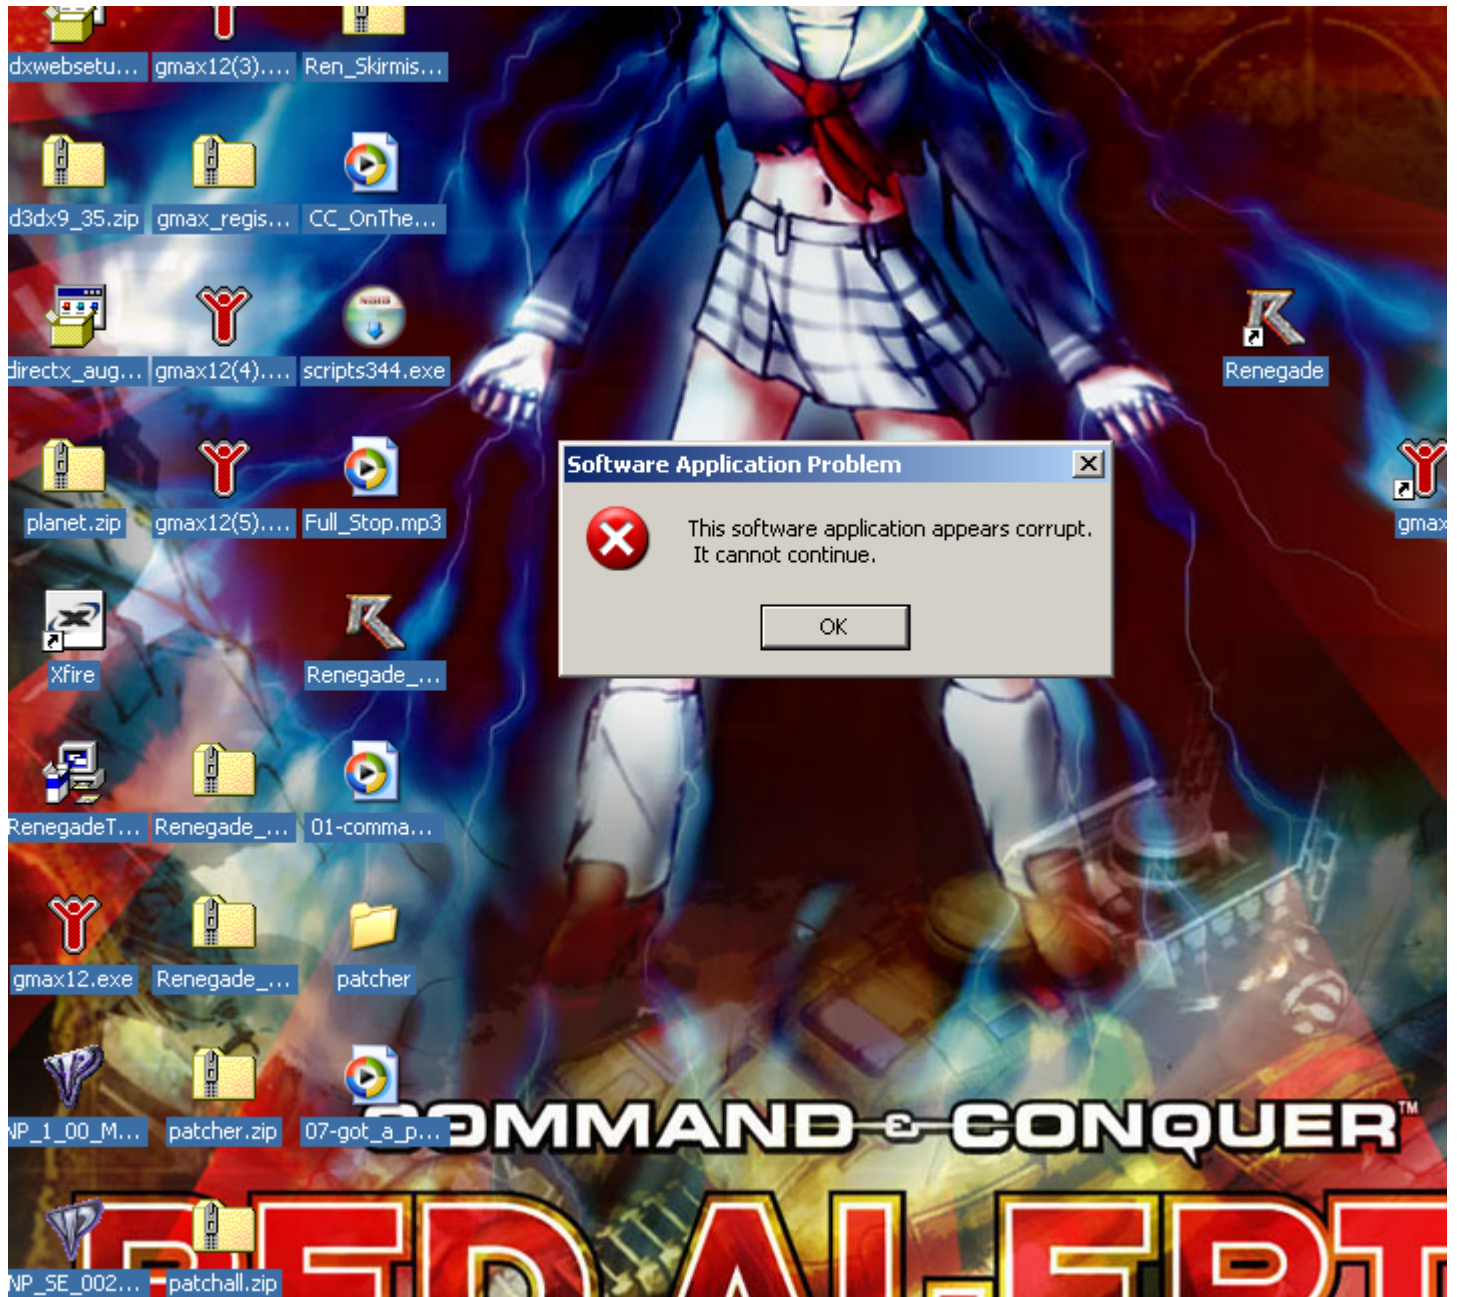 dxwebsetu...
gmax12(3)....
Ren_Skirmis...
d3dx9_35.zip
gmax_regis...
CC_OnThe...
directx_aug...
gmax12(4)....
scripts344.exe
Renegade
planet.zip
gmax12(5)....
Full_Stop.mp3
gmax
Software Application Problem
This software application appears corrupt.
It cannot continue.
OK
Xfire
Renegade_...
RenegadeT...
Renegade_...
01-comma...
gmax12.exe
Renegade_...
patcher
NP_1_00_M...
patcher.zip
07-got_a_p...
COMMAND & CONQUER™
RED ALERT
NP_SE_002...
patchall.zip